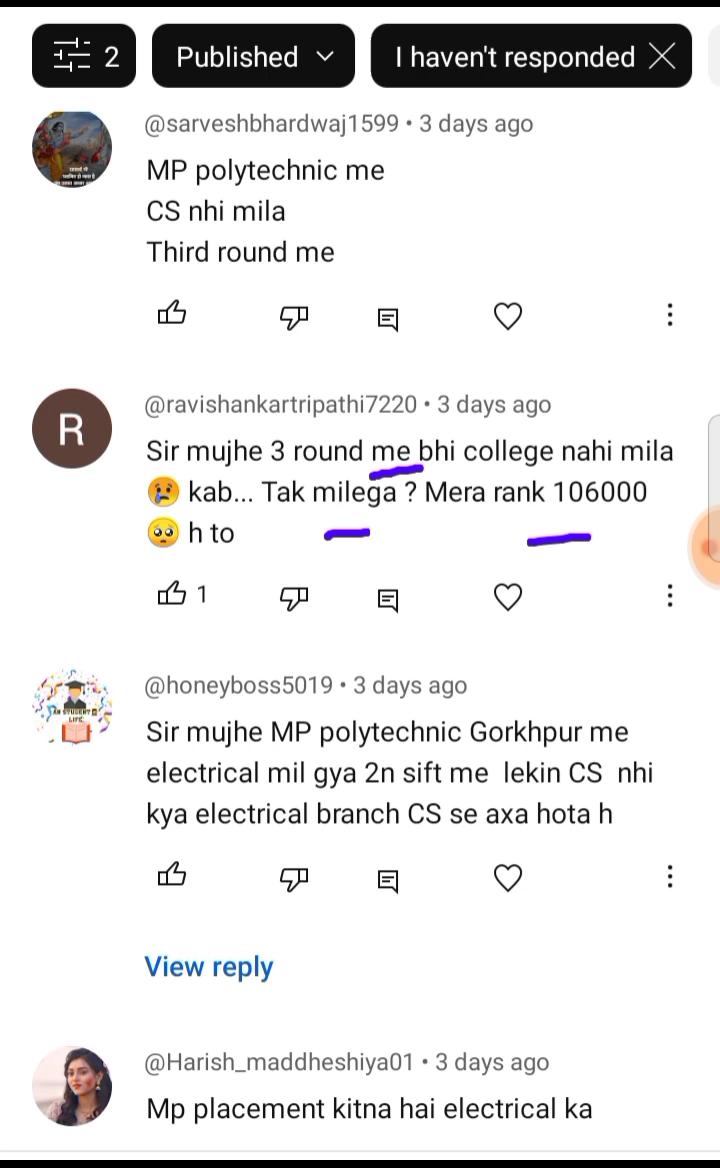 2
Published
I haven't responded
@sarveshbhardwaj1599 • 3 days ago
MP polytechnic me
CS nhi mila
Third round me
@ravishankartripathi7220 • 3 days ago
R
Sir mujhe 3 round me bhi college nahi mila
😢 kab... Tak milega ? Mera rank 106000
🥺 h to
1
@honeyboss5019 • 3 days ago
Sir mujhe MP polytechnic Gorkhpur me
electrical mil gya 2n sift me lekin CS nhi
kya electrical branch CS se axa hota h
View reply
@Harish_maddheshiya01 • 3 days ago
Mp placement kitna hai electrical ka